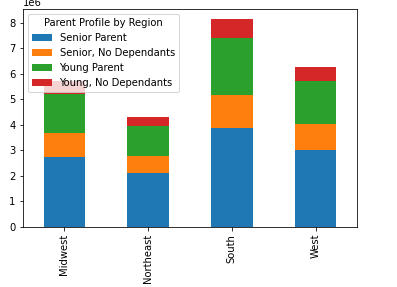 1e6
Parent Profile by Region
Senior Parent
Senior, No Dependants
Young Parent
Young, No Dependants
8
7
6
5
4
3
2
1
0
Midwest
Northeast
South
West